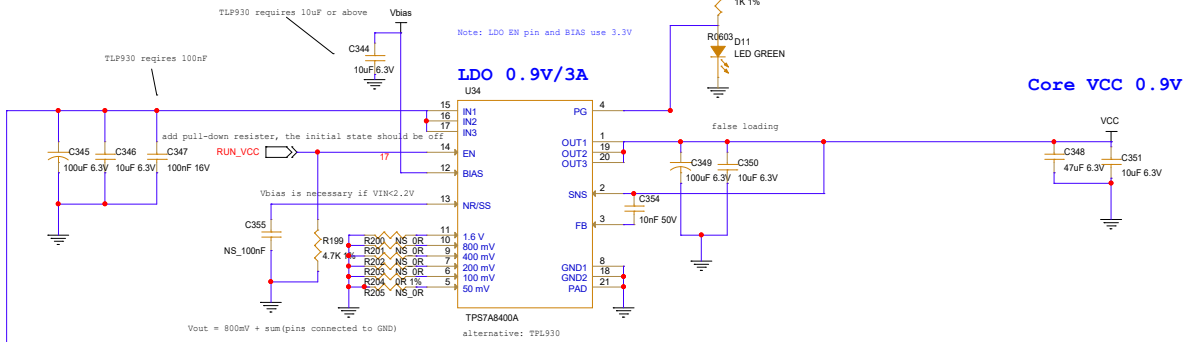 TLP930 requires 10uF or above
Vbias
1K 1%
Note: LDO EN pin and BIAS use 3.3V
R0603
D11
LED GREEN
C344
10uF 6.3V
TLP930 reqires 100nF
LDO 0.9V/3A
Core VCC 0.9V
U34
15
16
17
IN1
IN2
IN3
PG
4
add pull-down resister, the initial state should be off
RUN_VCC
17
14
EN
12
BIAS
OUT1
OUT2
OUT3
1
19
20
false loading
VCC
C345
100uF 6.3V
C346
10uF 6.3V
C347
100nF 16V
C349
100uF 6.3V
C350
10uF 6.3V
C348
47uF 6.3V
C351
10uF 6.3V
Vbias is necessary if VIN<2.2V
SNS
2
13
NR/SS
C354
10nF 50V
FB
3
C355
NS_100nF
R199
4.7K 1%
R200
NS_0R
11
1.6 V
R201
NS_0R
10
800 mV
R202
NS_0R
9
400 mV
R203
NS_0R
7
200 mV
R204
0R 1%
6
100 mV
R205
NS_0R
5
50 mV
GND1
8
GND2
18
PAD
21
TPS7A8400A
Vout = 800mV + sum(pins connected to GND)
alternative: TPL930